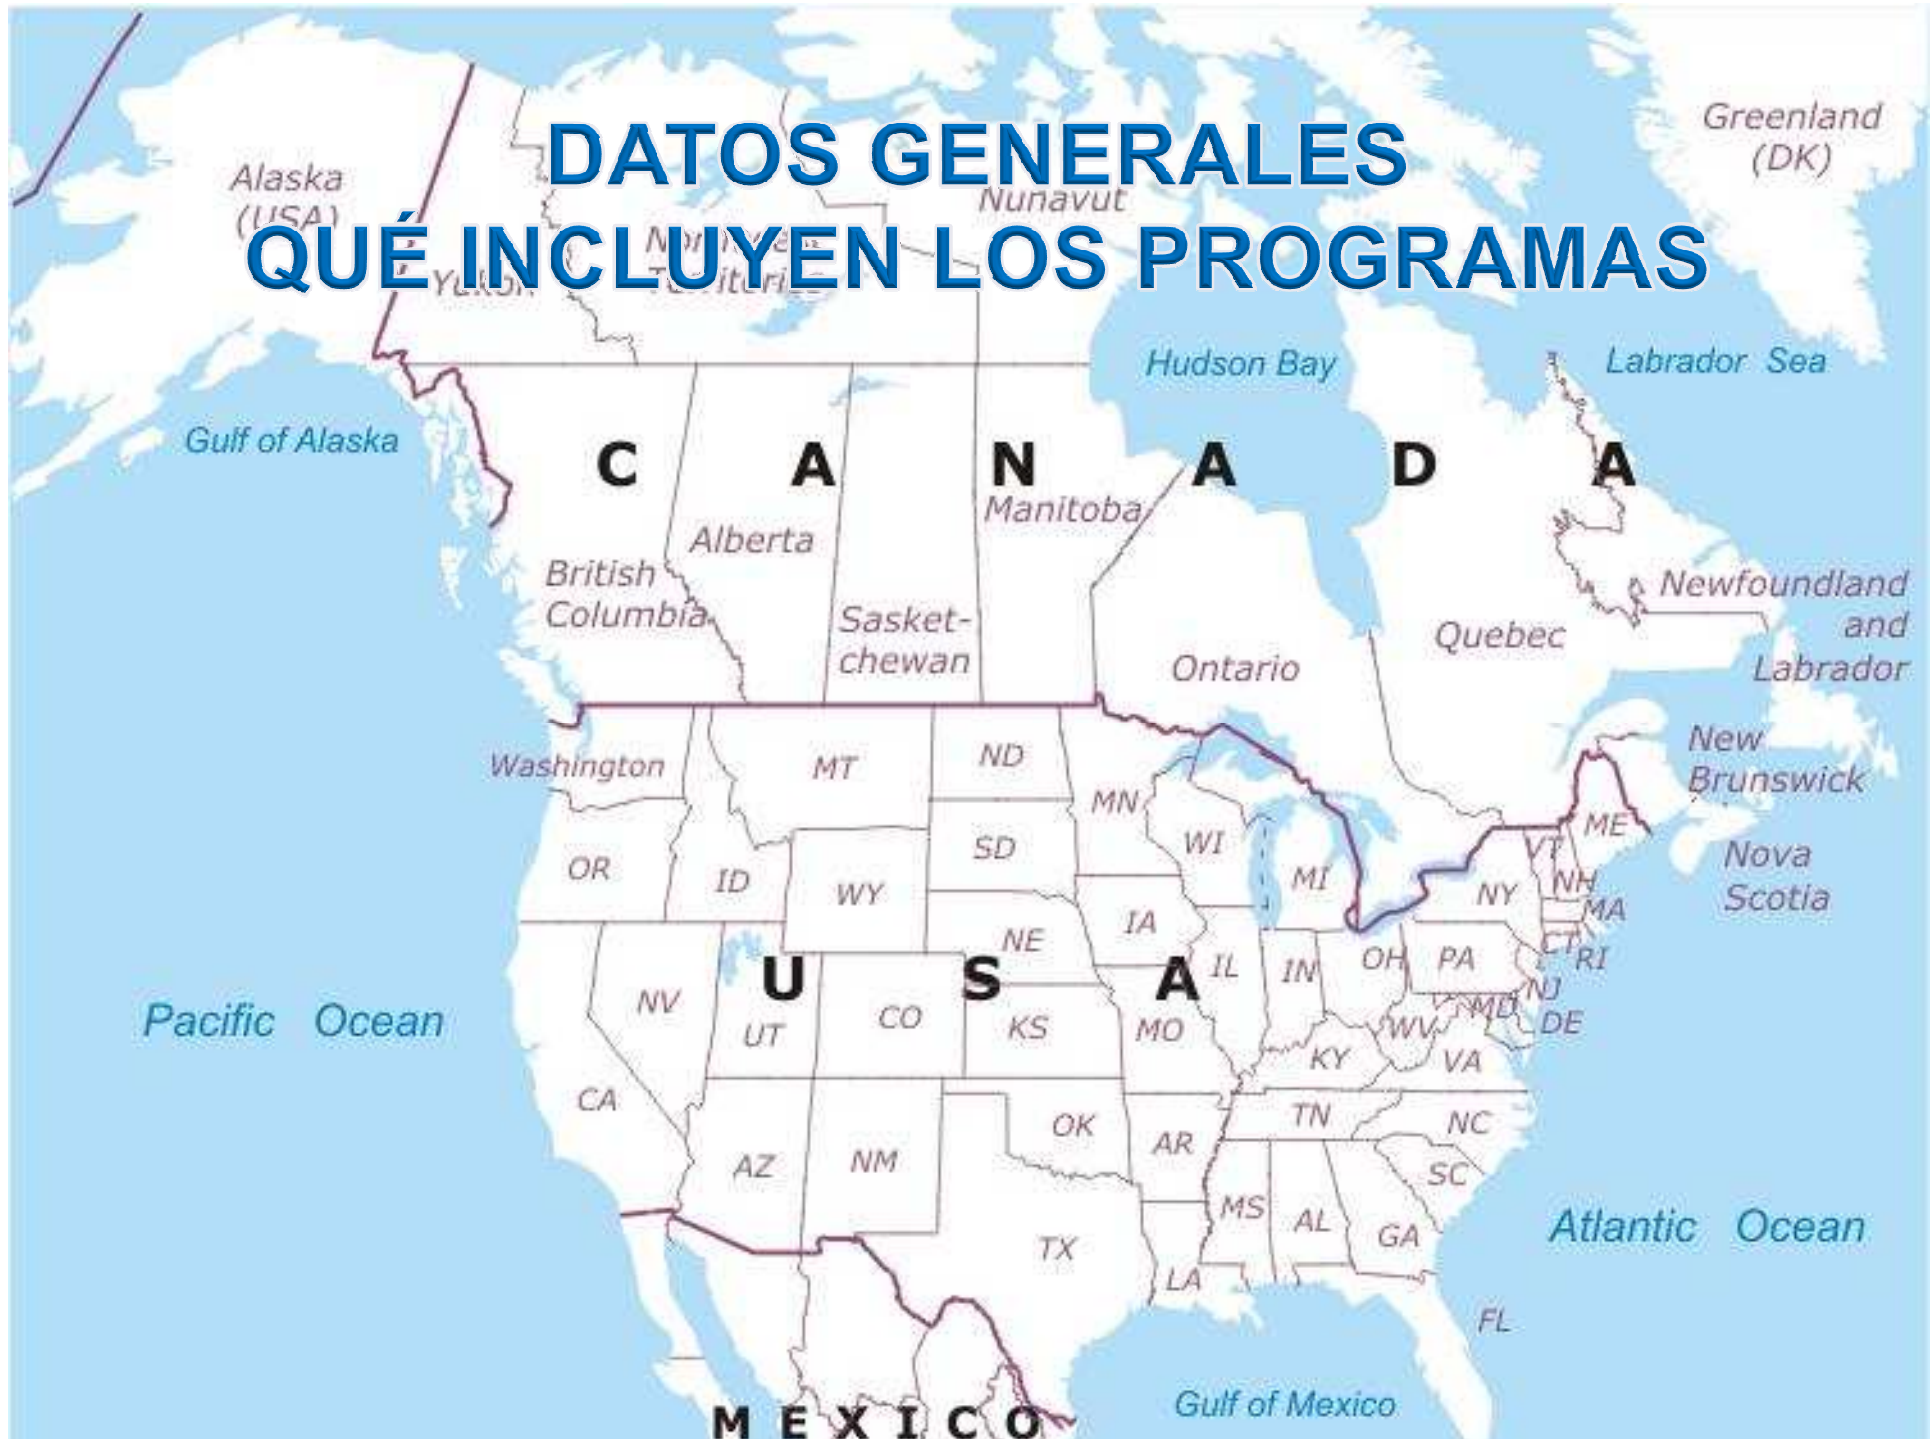 DATOS GENERALES
QUÉ INCLUYEN LOS PROGRAMAS
Greenland
(DK)
Alaska
(USA)
Nunavut
Yukon
Territories
Hudson Bay
Labrador Sea
Gulf of Alaska
C A N A D A
Manitoba
Alberta
British
Columbia
Sasket-
chewan
Newfoundland
and
Labrador
Quebec
Ontario
New
Brunswick
Nova
Scotia
Washington
MT
ND
MN
ME
OR
ID
WY
SD
WI
MI
VT
NH
NY
MA
NE
IA
CT
RI
U S A
IL
IN
OH
PA
NJ
MD
DE
NV
UT
CO
KS
MO
WV
VA
KY
Pacific Ocean
CA
AZ
NM
OK
AR
TN
NC
SC
MS
AL
GA
TX
LA
FL
Atlantic Ocean
Gulf of Mexico
MEXICO